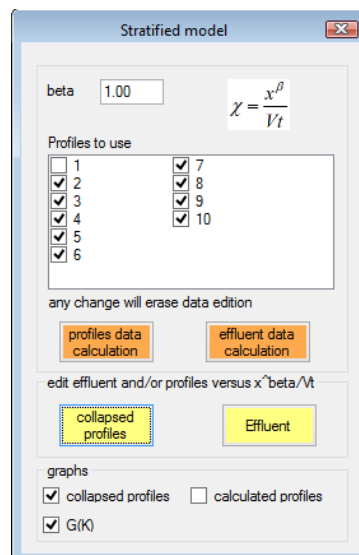 Stratified model
beta 1.00
χ = x^β / Vt
Profiles to use
1 7
2 8
3 9
4 10
5
6
any change will erase data edition
profiles data effluent data
calculation calculation
edit effluent and/or profiles versus x^beta/Vt
collapsed
profiles Effluent
graphs
collapsed profiles calculated profiles
G(K)